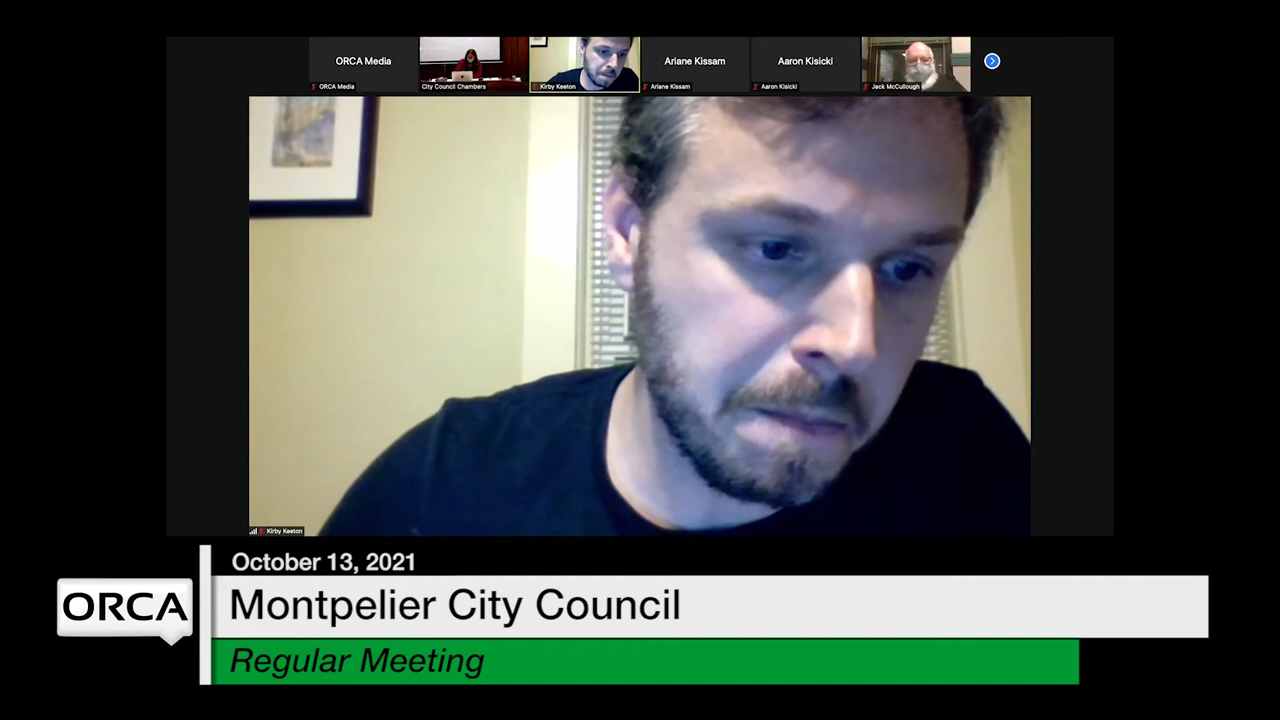 ORCA Media
Ariane Kissam
Aaron Kisicki
ORCA Media
City Council Chambers
Kirby Keeton
Ariane Kissam
Aaron Kisicki
Jack McCullough
Kirby Keeton
October 13, 2021
ORCA
Montpelier City Council
Regular Meeting